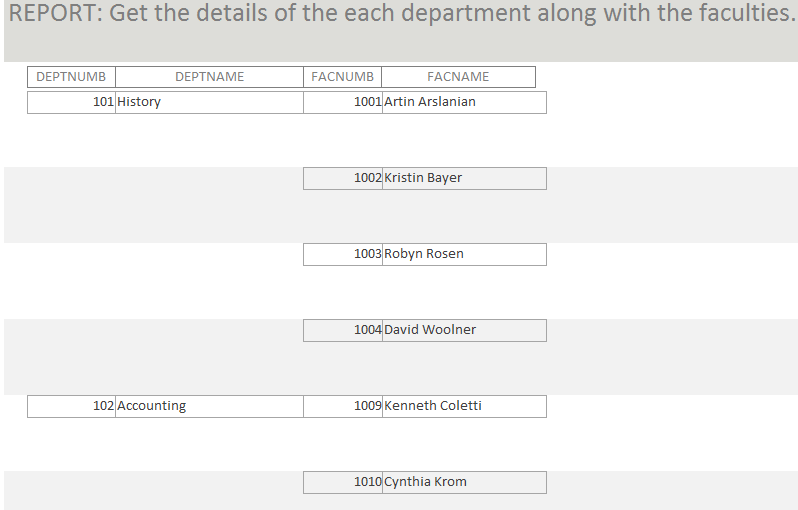 REPORT: Get the details of the each department along with the faculties.
DEPTNUMB DEPTNAME FACNUMB FACNAME
101 History 1001 Artin Arslanian
1002 Kristin Bayer
1003 Robyn Rosen
1004 David Woolner
102 Accounting 1009 Kenneth Coletti
1010 Cynthia Krom